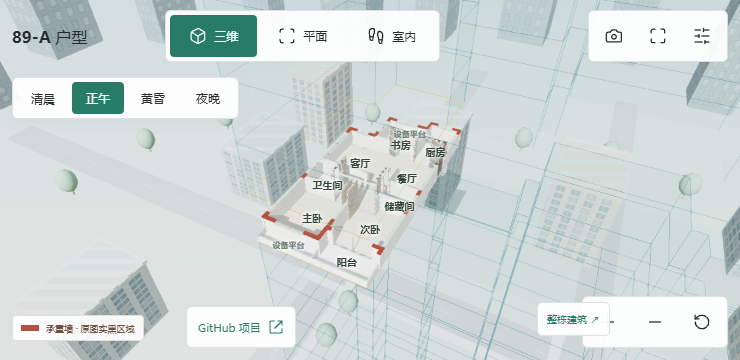 89-A 户型
三维
平面
室内
清晨
正午
黄昏
夜晚
设备平台
书房
厨房
客厅
餐厅
卫生间
储藏间
主卧
次卧
设备平台
阳台
承重墙 · 原图实黑区域
GitHub 项目
整栋建筑 ↗